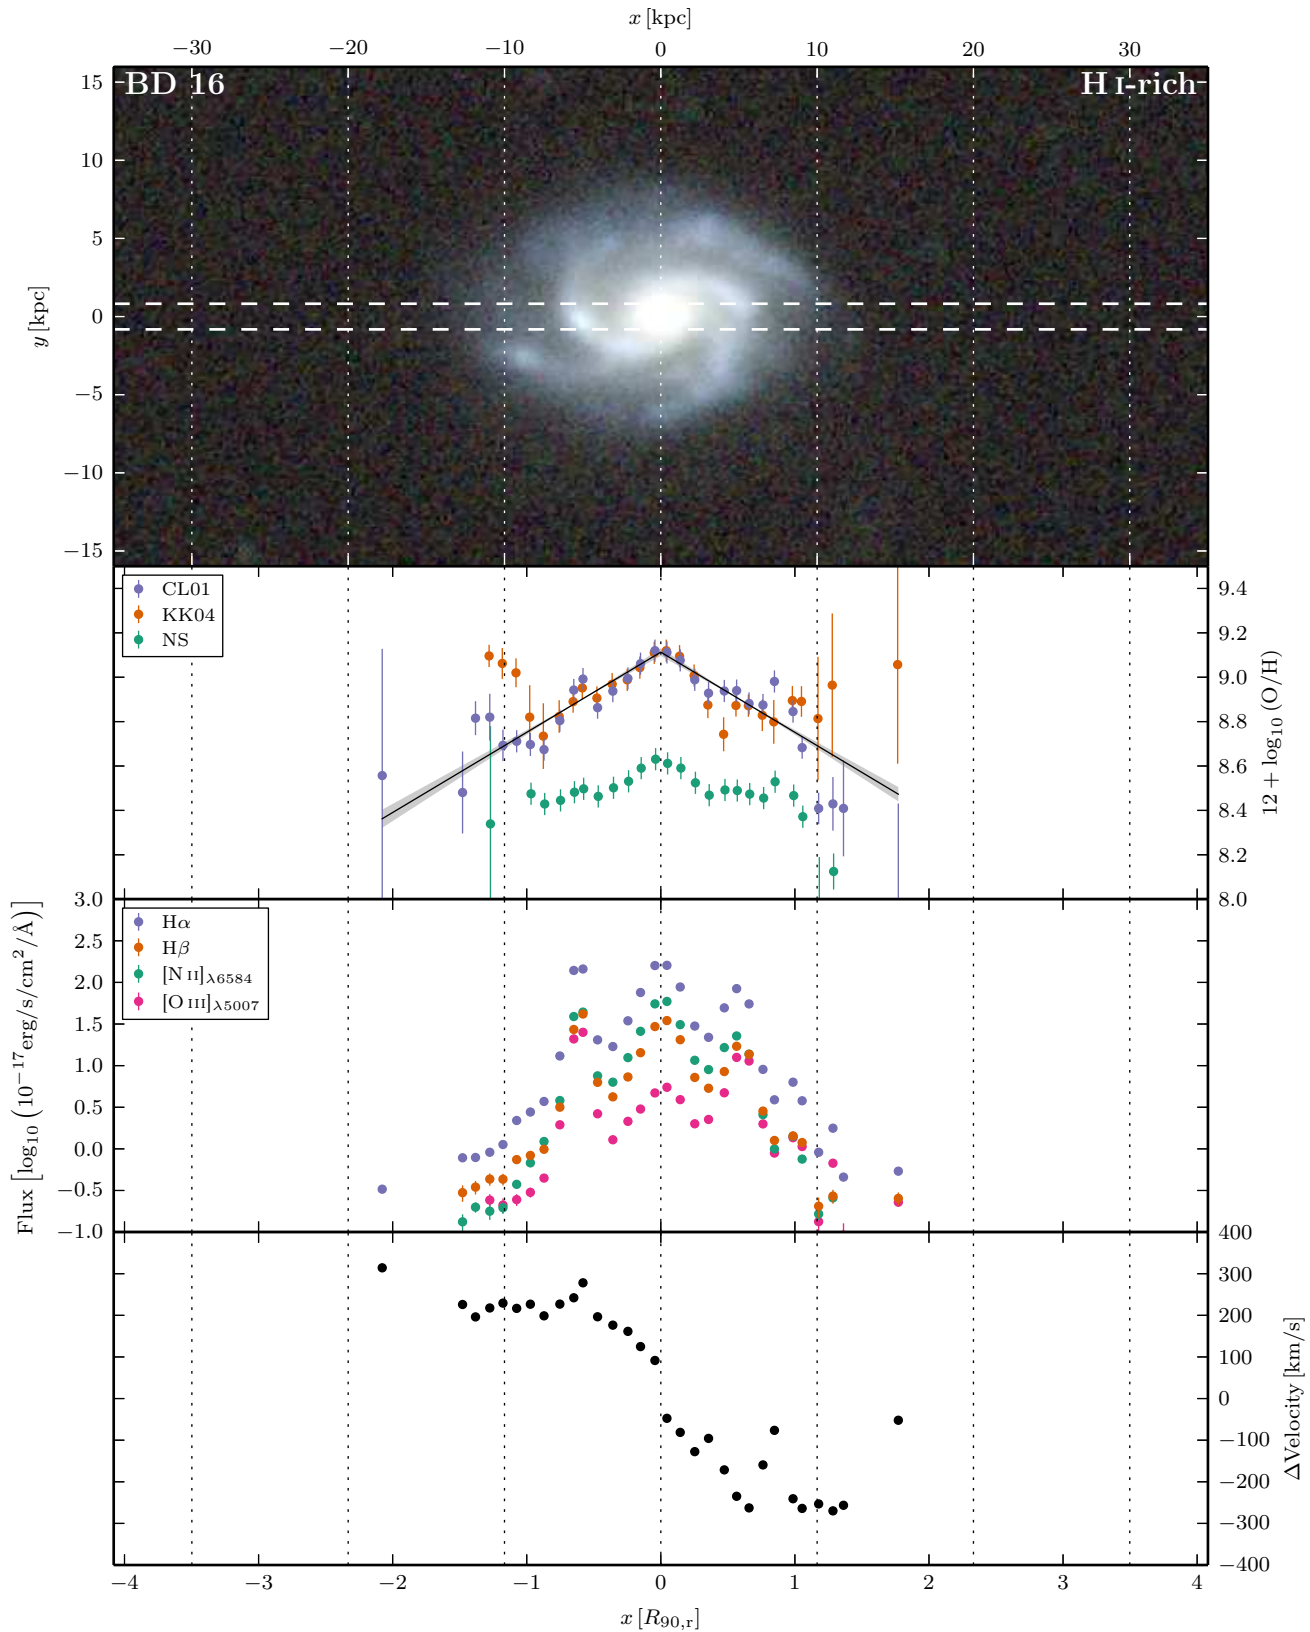 x [kpc]
−30 −20 −10 0 10 20 30
BD 16 H I-rich
15
10
5
0
−5
−10
−15
y [kpc]
CL01
KK04
NS
9.4
9.2
9.0
8.8
8.6
8.4
8.2
8.0
12 + log₁₀ (O/H)
Hα
Hβ
[N II]λ6584
[O III]λ5007
3.0
2.5
2.0
1.5
1.0
0.5
0.0
−0.5
−1.0
Flux [log₁₀ (10⁻¹⁷erg/s/cm²/Å)]
400
300
200
100
0
−100
−200
−300
−400
ΔVelocity [km/s]
−4 −3 −2 −1 0 1 2 3 4
x [R₉₀,ᵣ]